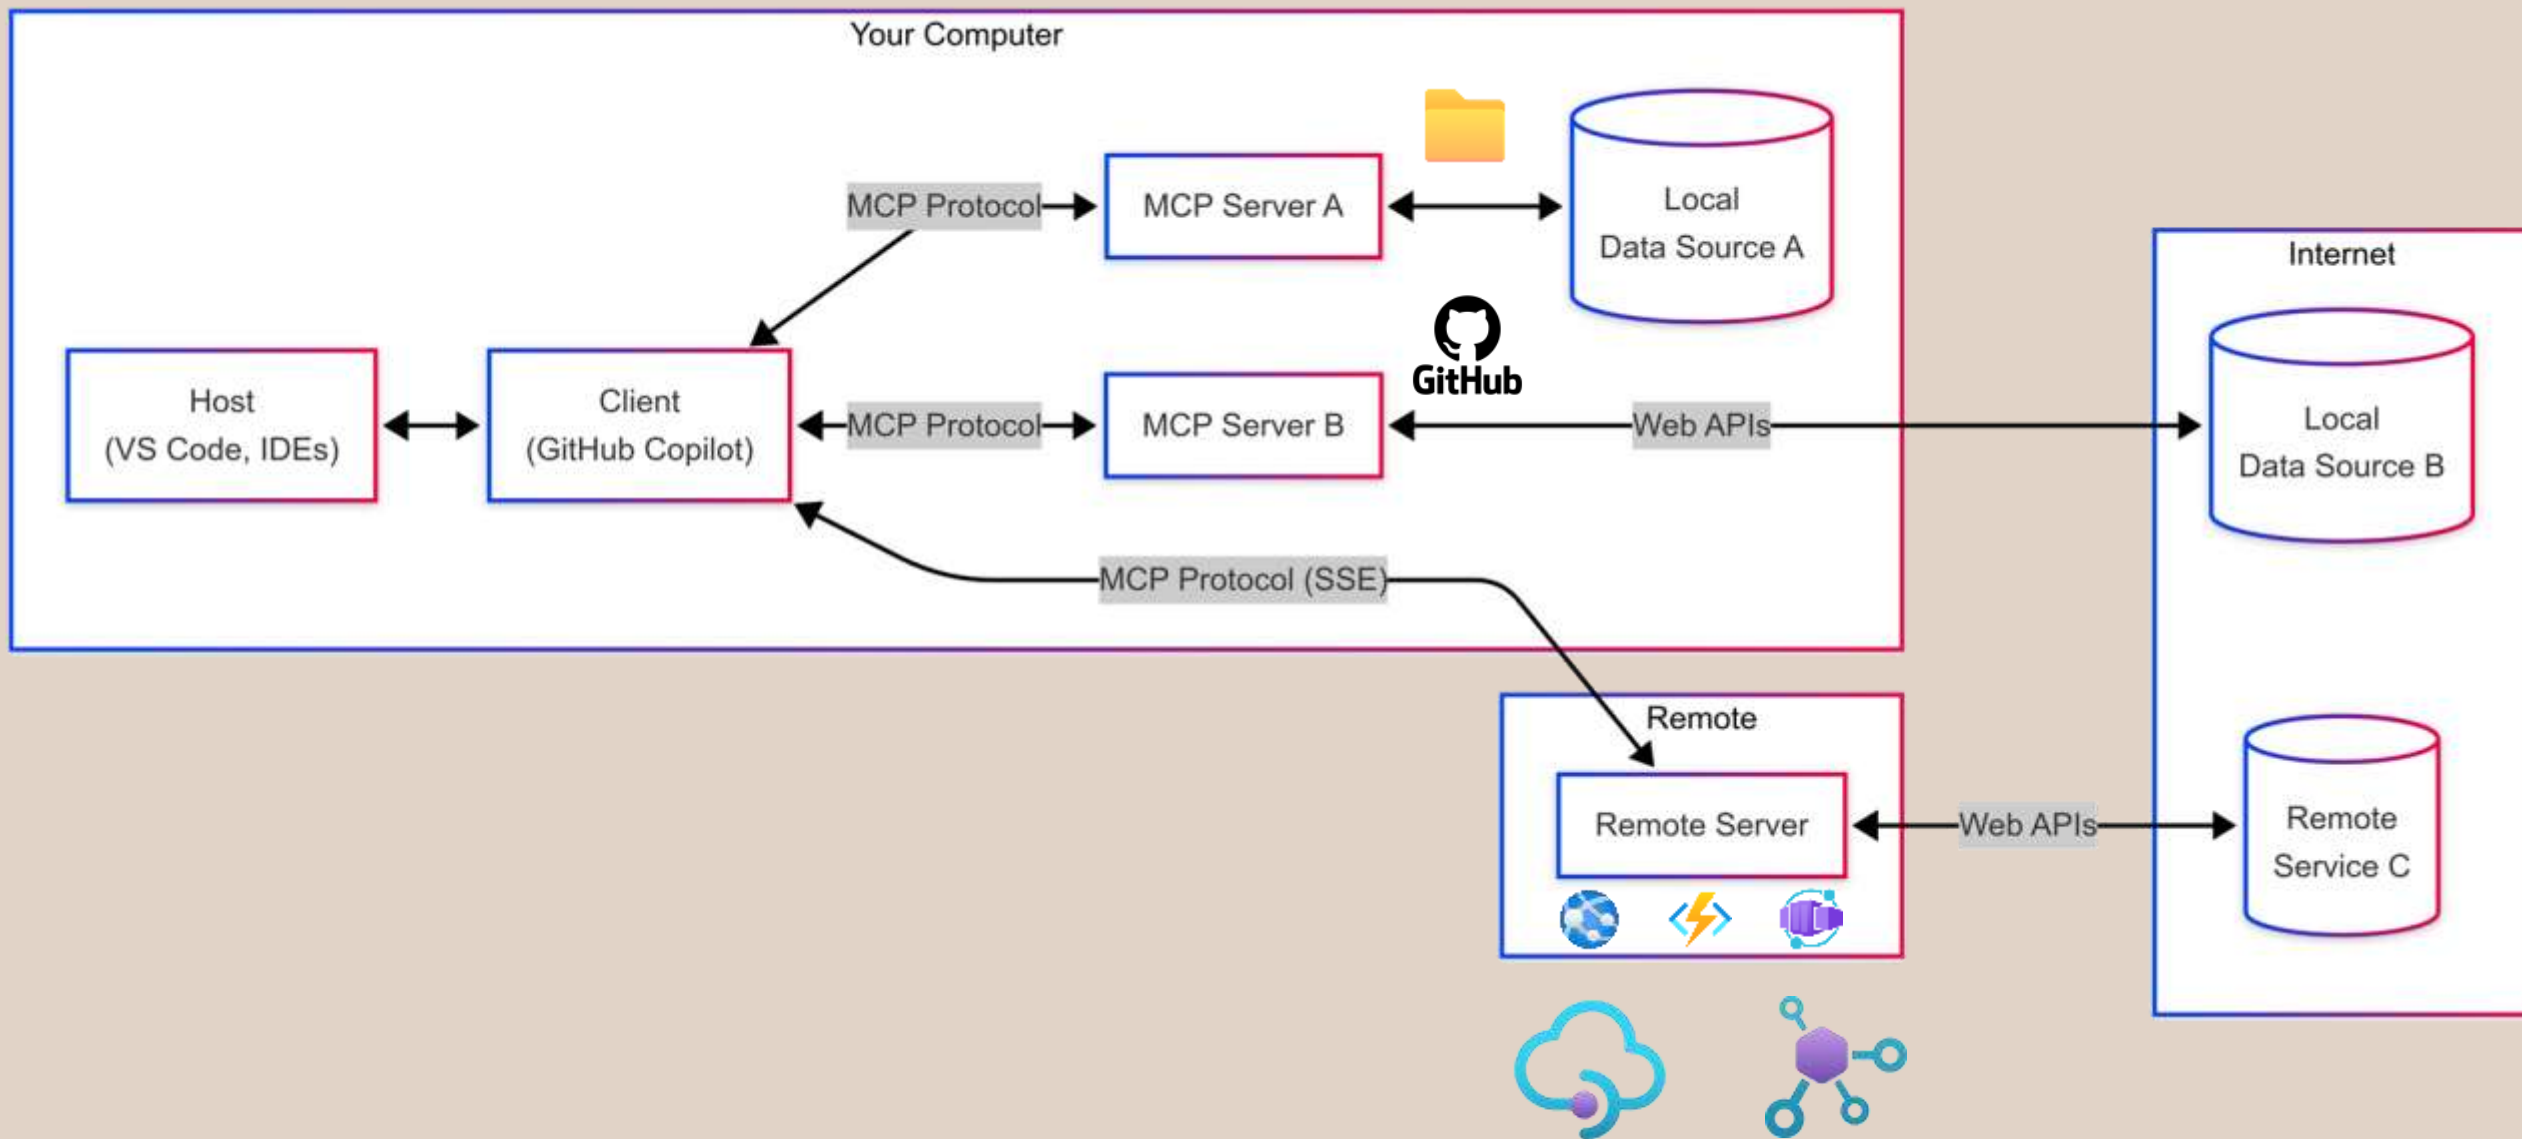 Your Computer
MCP Protocol
MCP Server A
Local
Data Source A
Internet
GitHub
Host
(VS Code, IDEs)
Client
(GitHub Copilot)
MCP Protocol
MCP Server B
Web APIs
Local
Data Source B
MCP Protocol (SSE)
Remote
Remote Server
Web APIs
Remote
Service C